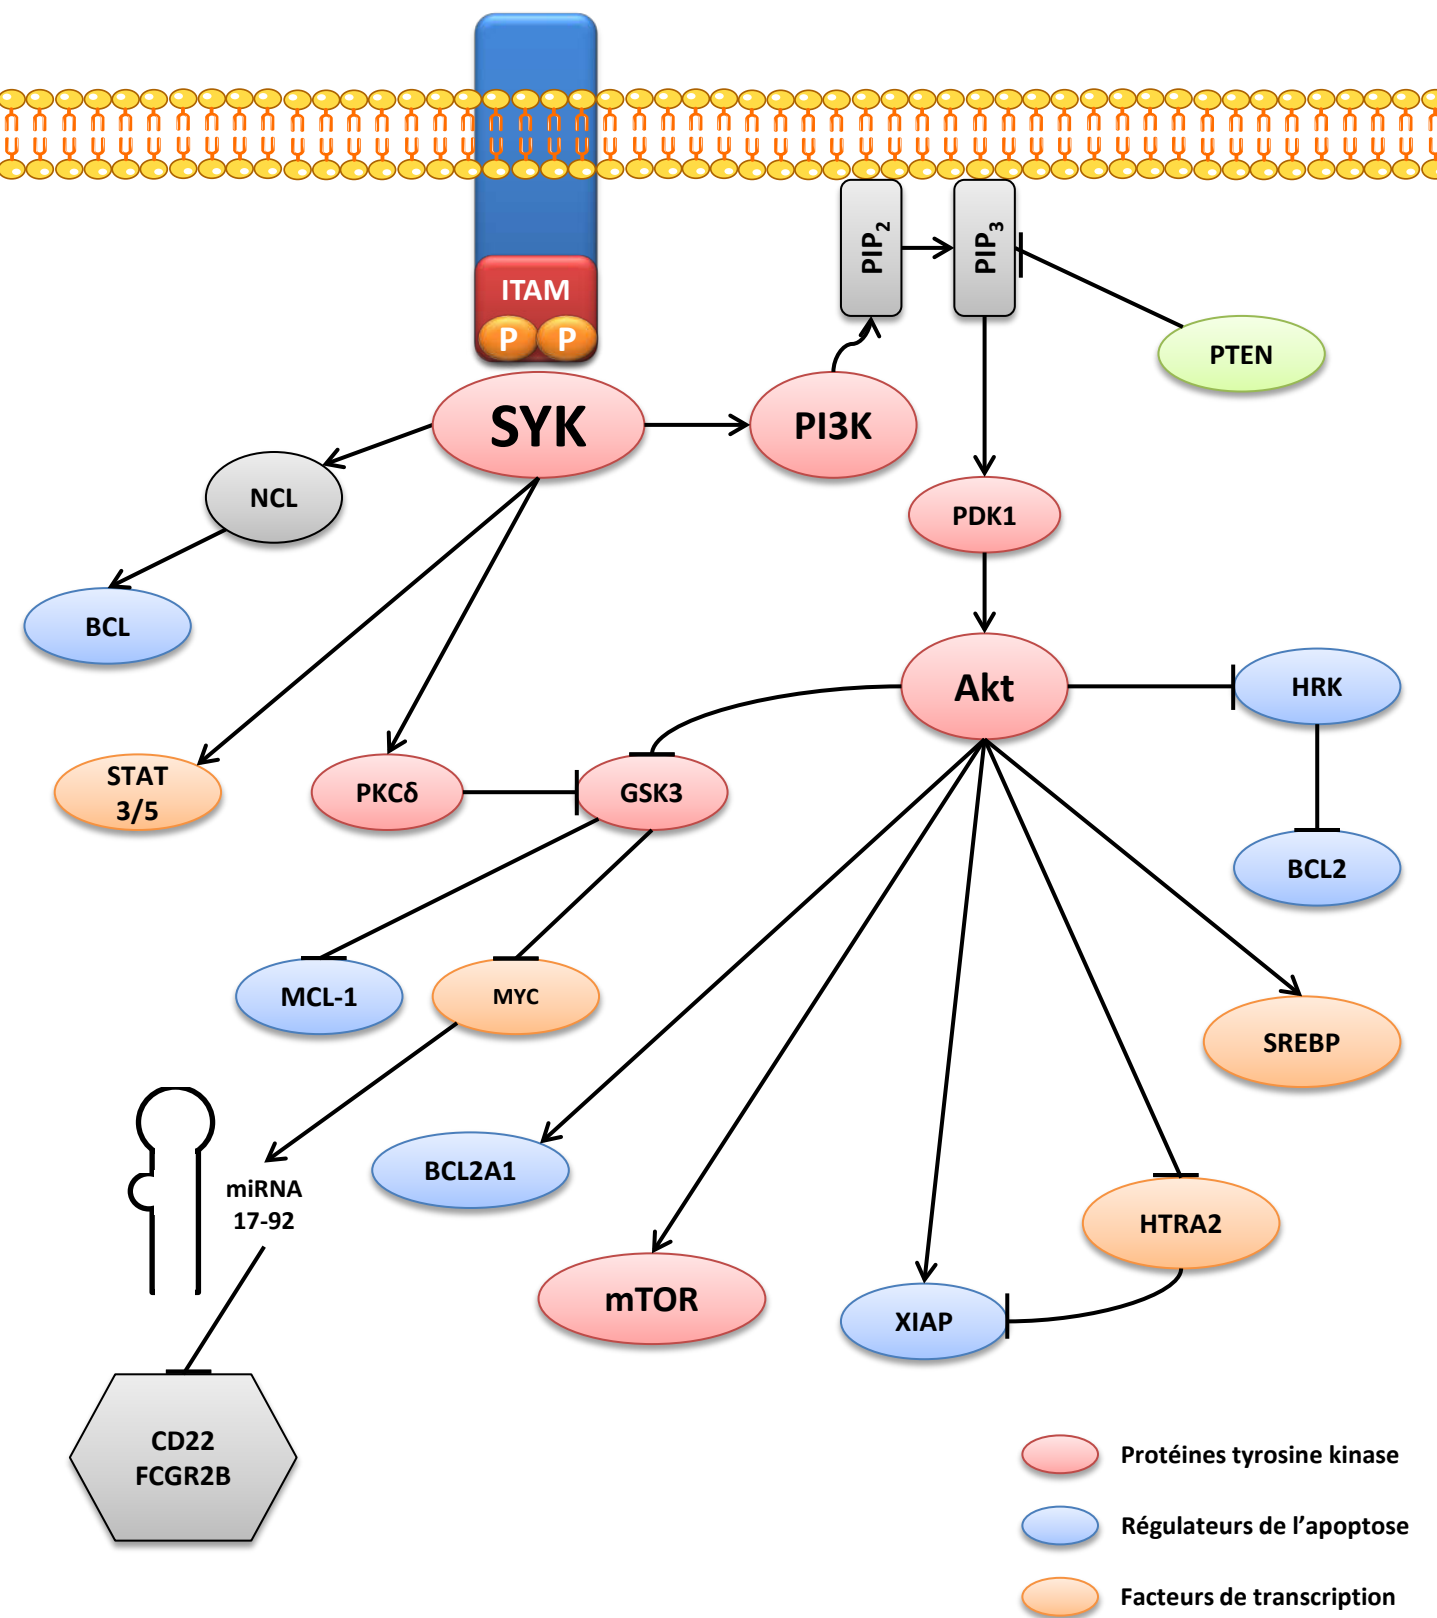 PIP2
PIP3
ITAM
P P
PTEN
SYK
PI3K
NCL
PDK1
BCL
Akt
HRK
STAT
3/5
PKCδ
GSK3
BCL2
MCL-1
MYC
SREBP
BCL2A1
miRNA
17-92
HTRA2
mTOR
XIAP
CD22
FCGR2B
Protéines tyrosine kinase
Régulateurs de l’apoptose
Facteurs de transcription